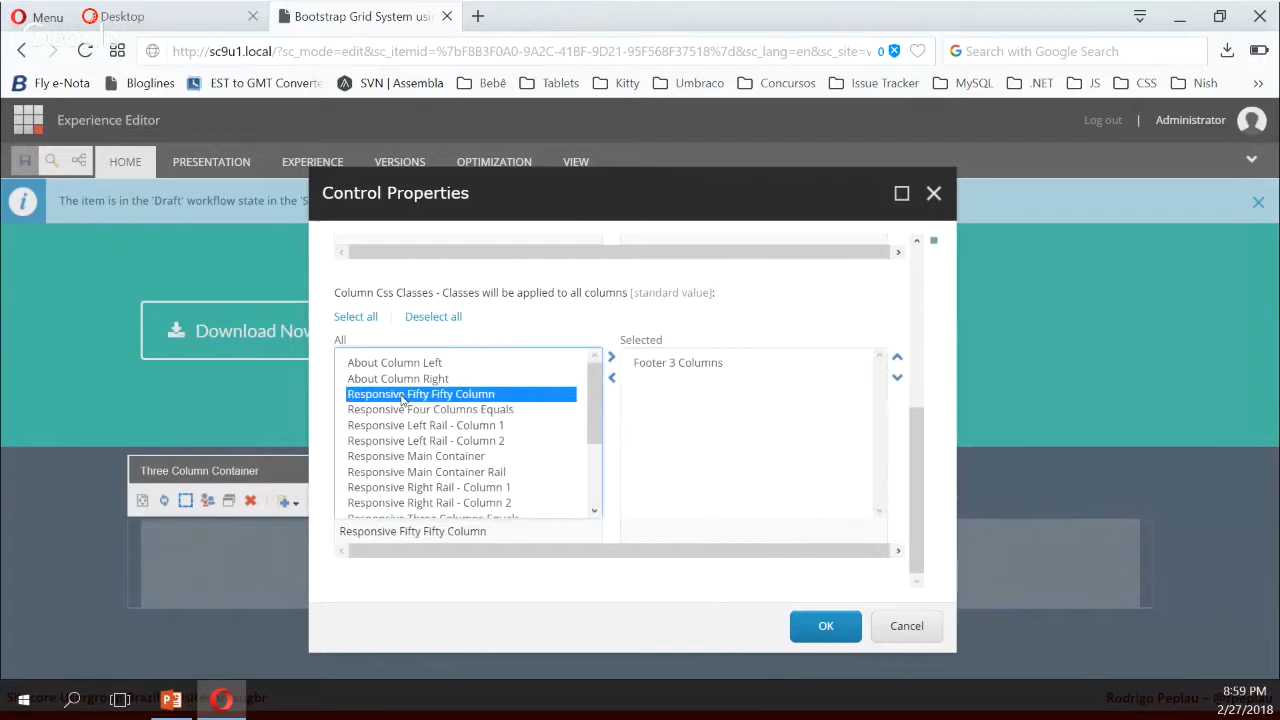 Menu
Desktop
Bootstrap Grid System usin
http://sc9u1.local/?sc_mode=edit&sc_itemid=%7bF8B3F0A0-9A2C-41BF-9D21-95F568F37518%7d&sc_lang=en&sc_site=w
0
Search with Google Search
Fly e-Nota
Bloglines
EST to GMT Converte
SVN | Assembla
Bebê
Tablets
Kitty
Umbraco
Concursos
Issue Tracker
MySQL
.NET
JS
CSS
Nish
Experience Editor
Log out
Administrator
HOME
PRESENTATION
EXPERIENCE
VERSIONS
OPTIMIZATION
VIEW
The item is in the 'Draft' workflow state in the 'S
Control Properties
Column Css Classes - Classes will be applied to all columns [standard value]:
Select all
Deselect all
All
Selected
About Column Left
About Column Right
Responsive Fifty Fifty Column
Responsive Four Columns Equals
Responsive Left Rail - Column 1
Responsive Left Rail - Column 2
Responsive Main Container
Responsive Main Container Rail
Responsive Right Rail - Column 1
Responsive Right Rail - Column 2
Responsive Three Columns Equals
Footer 3 Columns
Responsive Fifty Fifty Column
Download Now
Three Column Container
OK
Cancel
Rodrigo Peplau –
8:59 PM
2/27/2018